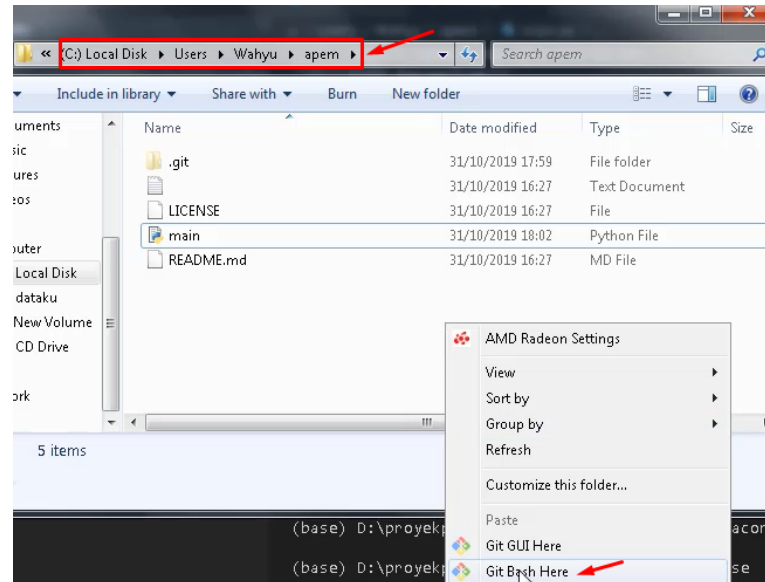 « (C:) Local Disk ▸ Users ▸ Wahyu ▸ apem ▸ Search apem
Include in library Share with Burn New folder
uments
sic
ures
eos
puter
Local Disk
dataku
New Volume
CD Drive
ork
Name Date modified Type Size
.git 31/10/2019 17:59 File folder
31/10/2019 16:27 Text Document
LICENSE 31/10/2019 16:27 File
main 31/10/2019 18:02 Python File
README.md 31/10/2019 16:27 MD File
AMD Radeon Settings
View
Sort by
Group by
Refresh
Customize this folder...
Paste
Git GUI Here
Git Bash Here
5 items
(base) D:\proyekp acon
(base) D:\proyekp se